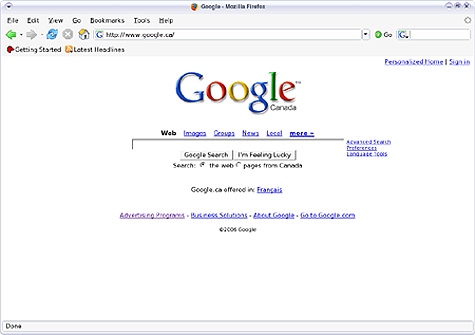 Google - Mozilla Firefox
File Edit View Go Bookmarks Tools Help
G http://www.google.ca/ Go G
Getting Started Latest Headlines
Personalized Home | Sign in
Google™
Canada
Web Images Groups News Local more »
Advanced Search
Preferences
Language Tools
Google Search I'm Feeling Lucky
Search: the web pages from Canada
Google.ca offered in: Français
Advertising Programs - Business Solutions - About Google - Go to Google.com
©2006 Google
Done